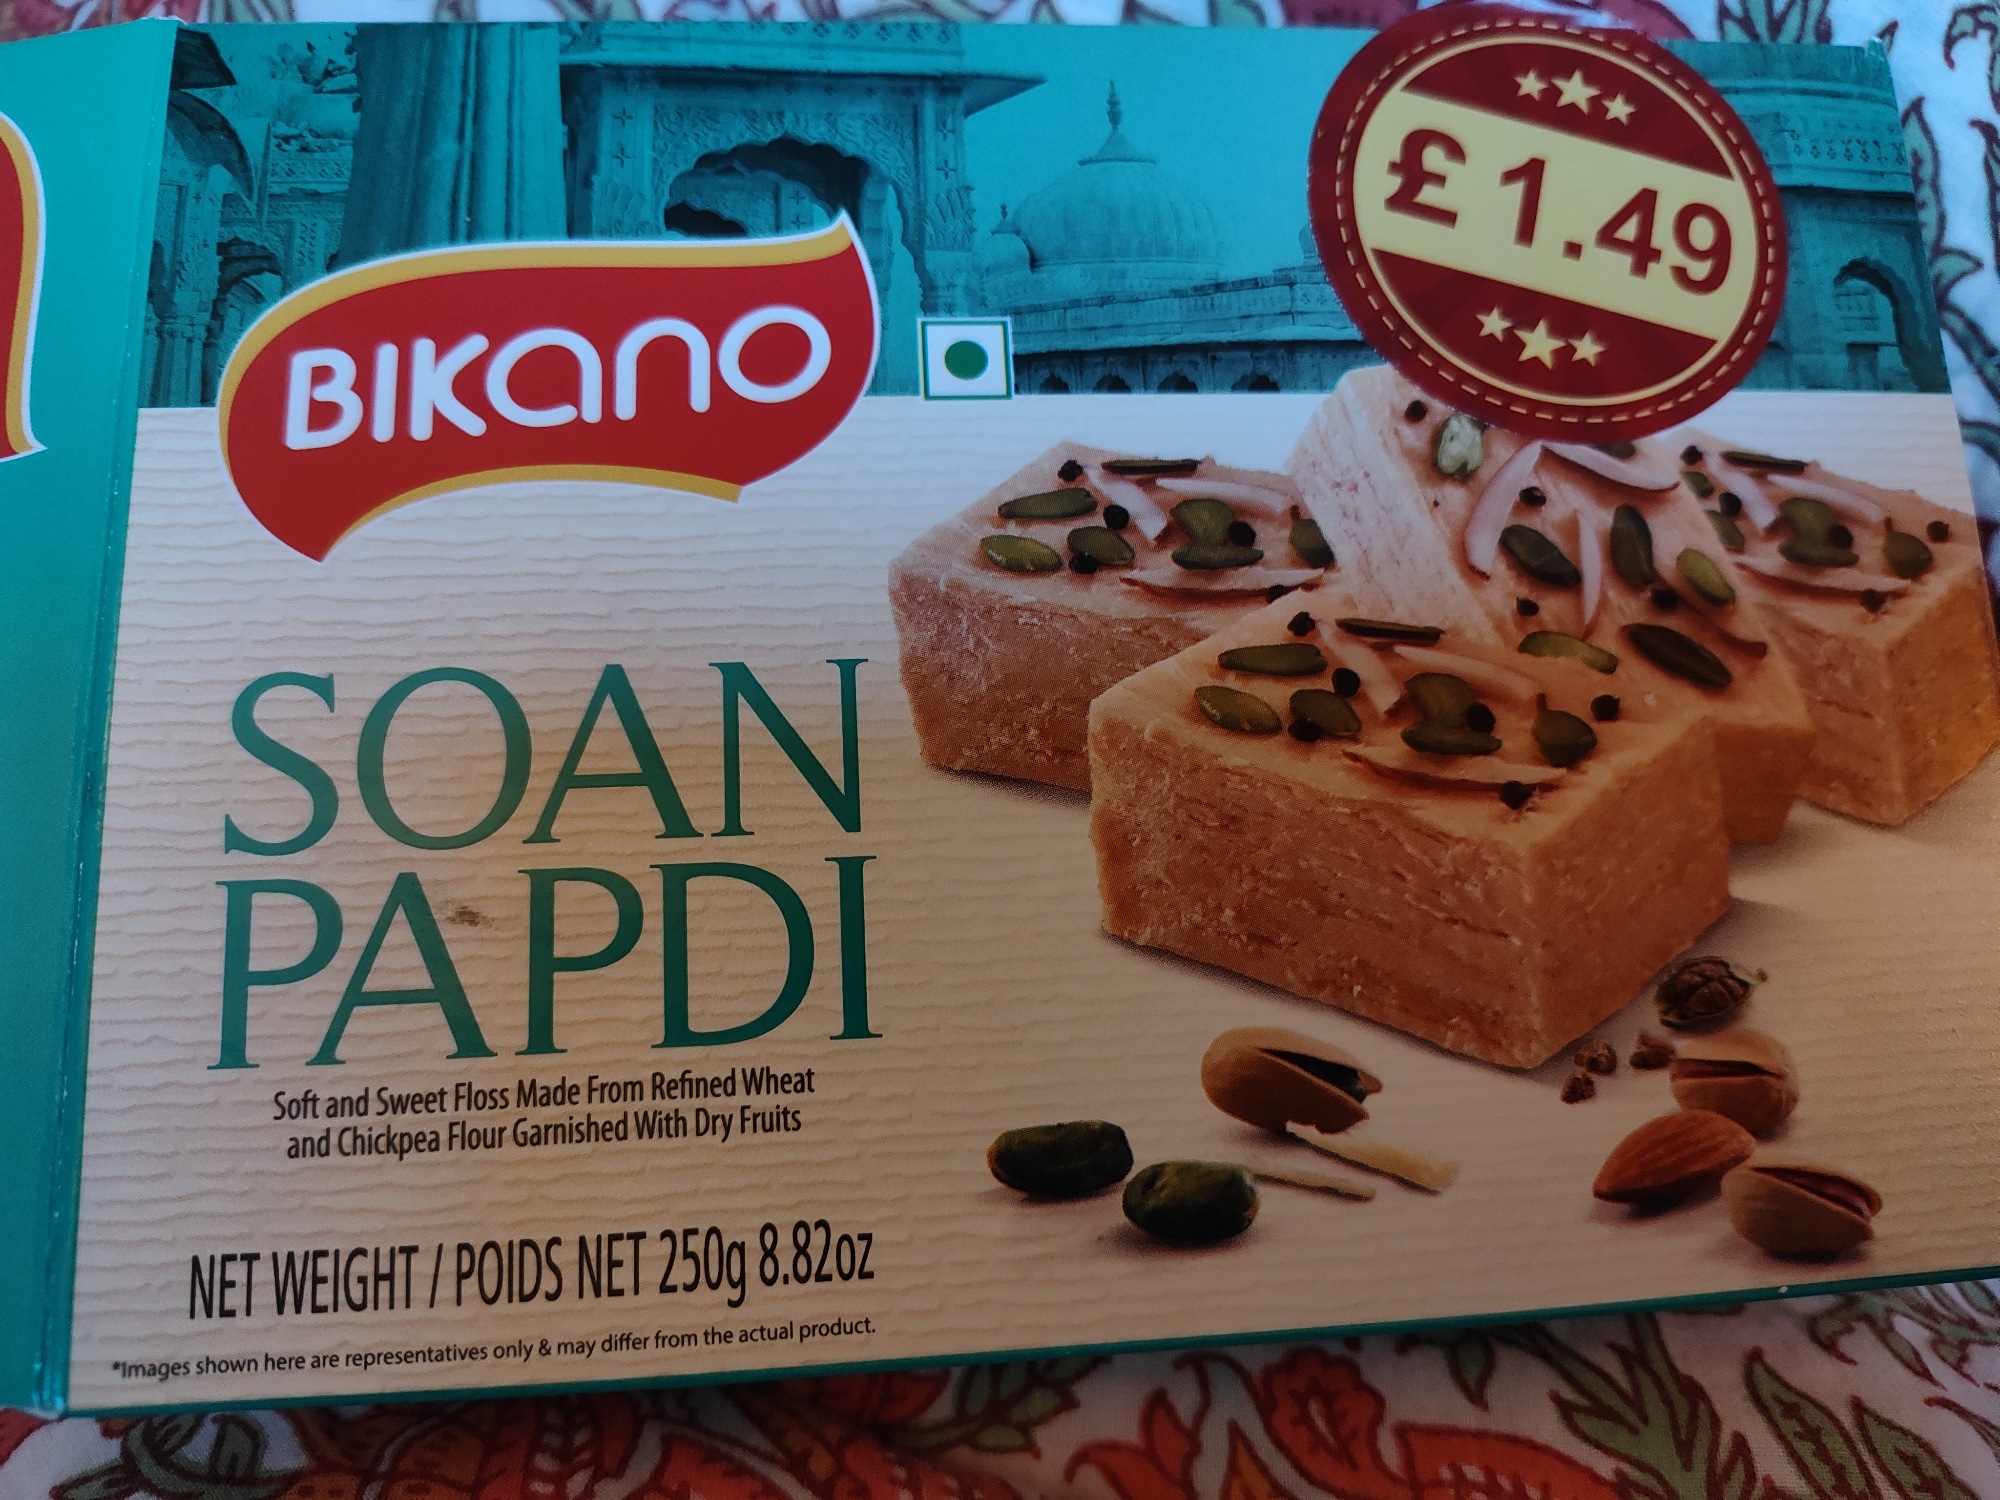 £1.49
BIKANO
SOAN
PAPDI
Soft and Sweet Floss Made From Refined Wheat
and Chickpea Flour Garnished With Dry Fruits
NET WEIGHT / POIDS NET 250g 8.82oz
*Images shown here are representatives only & may differ from the actual product.